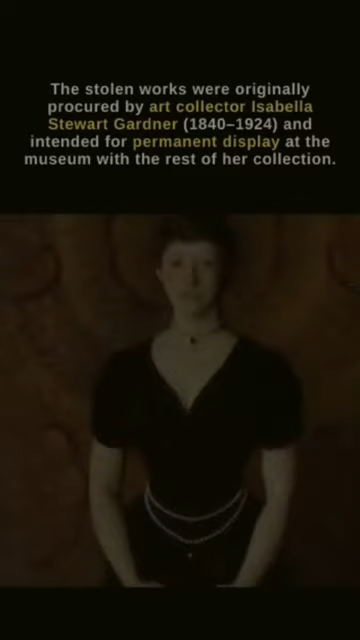 The stolen works were originally
procured by art collector Isabella
Stewart Gardner (1840–1924) and
intended for permanent display at the
museum with the rest of her collection.